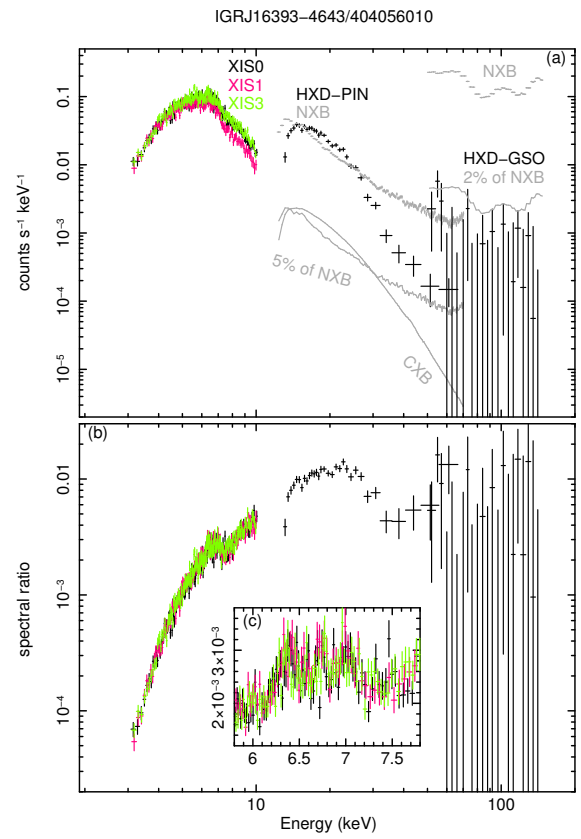 IGRJ16393−4643/404056010
(a)
XIS0
XIS1
XIS3
HXD−PIN
NXB
NXB
HXD−GSO
2% of NXB
5% of NXB
CXB
counts s⁻¹ keV⁻¹
0.1
0.01
10⁻³
10⁻⁴
10⁻⁵
(b)
spectral ratio
0.01
10⁻³
10⁻⁴
(c)
2×10⁻³ 3×10⁻³
6 6.5 7 7.5
10 100
Energy (keV)